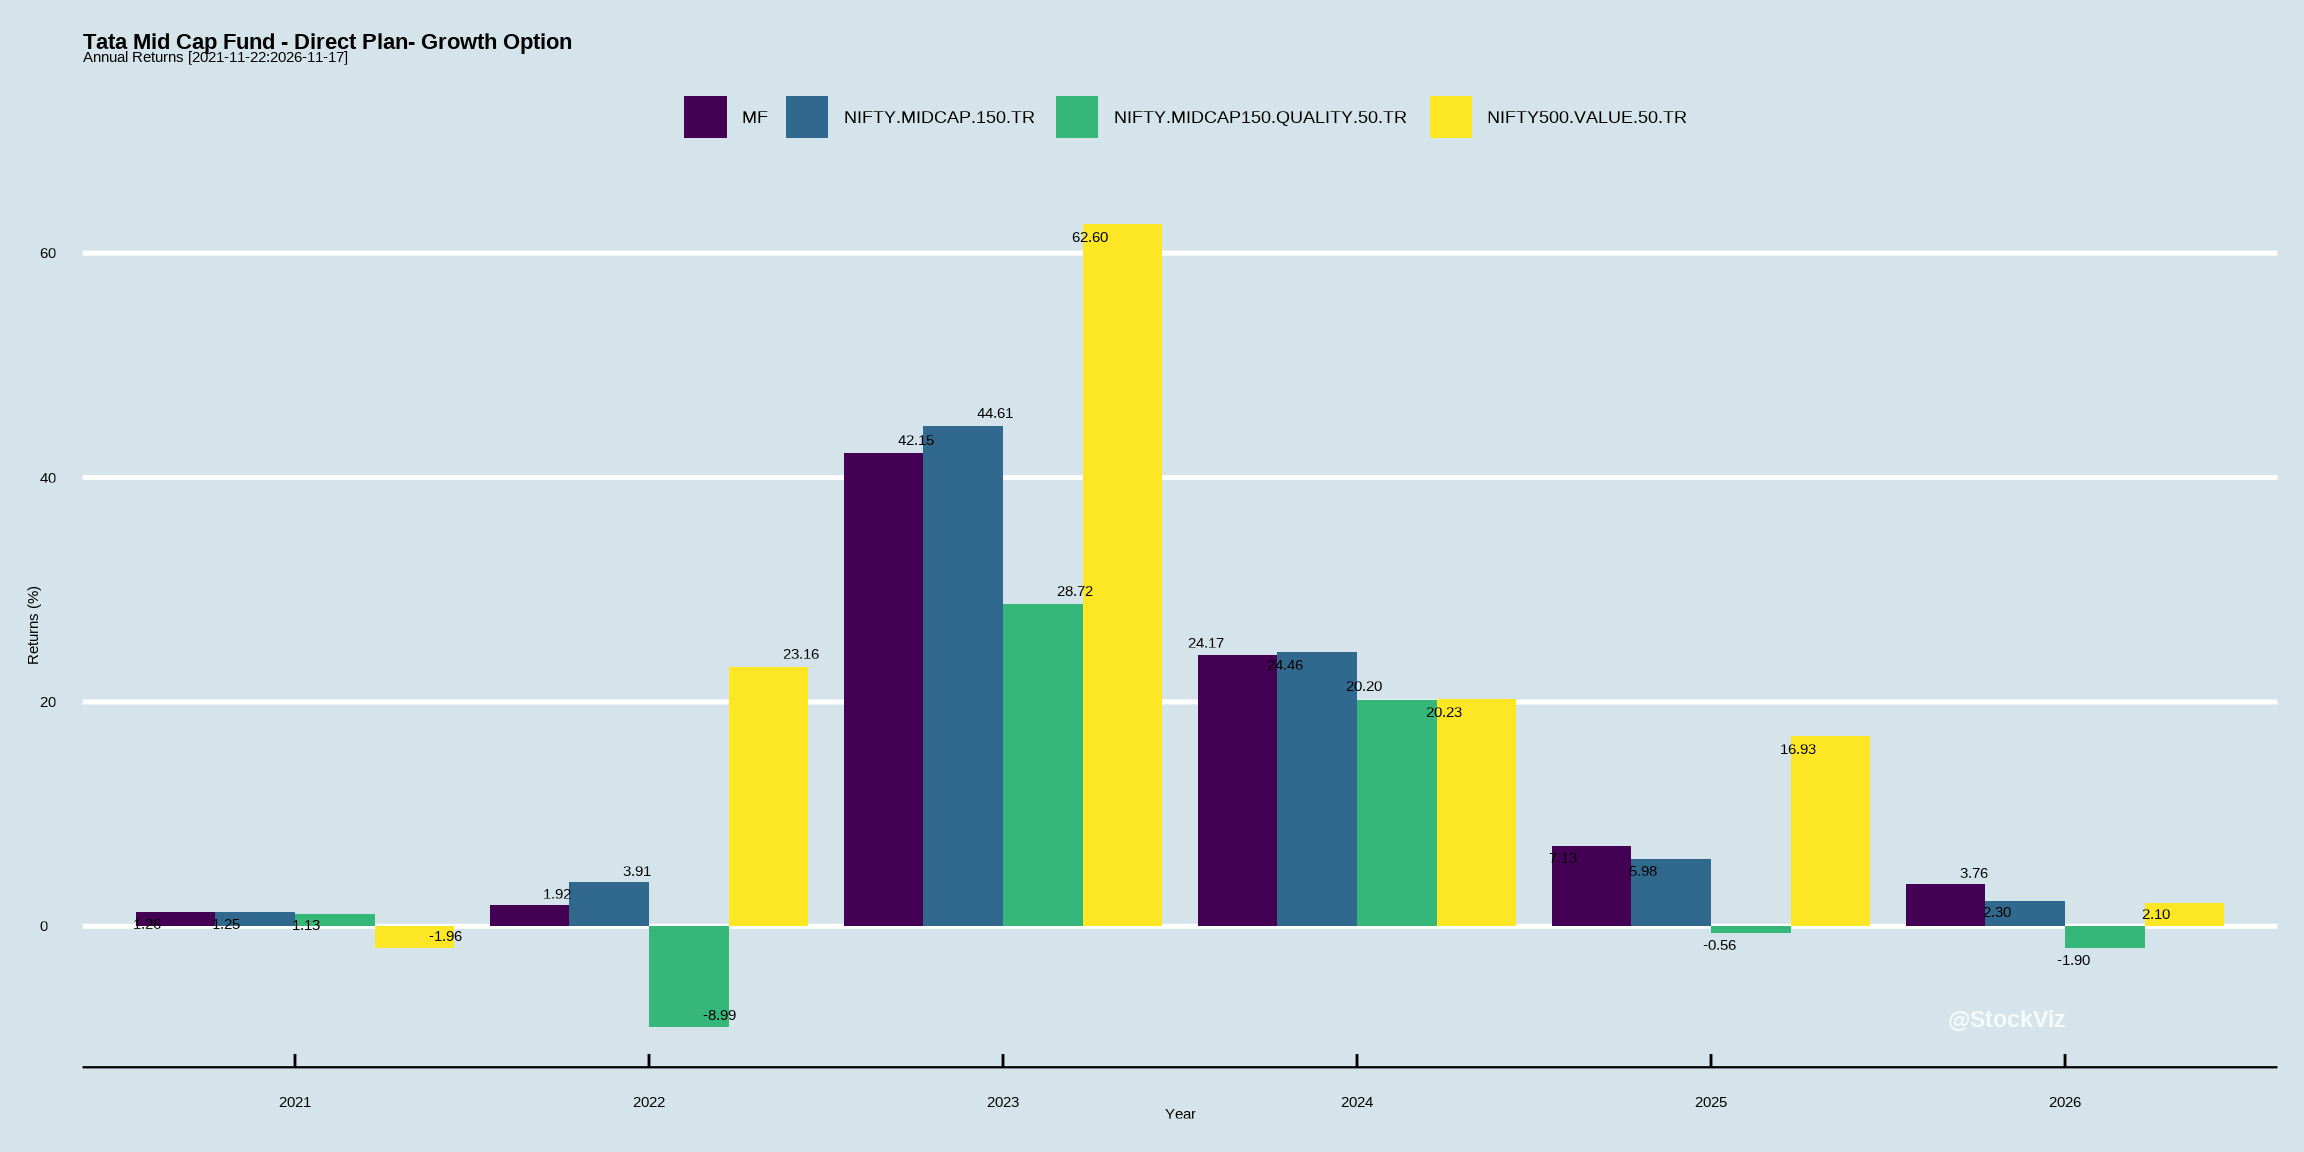 Tata Mid Cap Fund - Direct Plan- Growth Option
Annual Returns [2021-11-22:2026-11-17]
MF NIFTY.MIDCAP.150.TR NIFTY.MIDCAP150.QUALITY.50.TR NIFTY500.VALUE.50.TR
Returns (%)
60
40
20
0
1.26 1.25 1.13 -1.96
1.92 3.91 -8.99 23.16
42.15 44.61 28.72 62.60
24.17 24.46 20.20 20.23
7.13 5.98 -0.56 16.93
3.76 2.30 -1.90 2.10
@StockViz
2021 2022 2023 2024 2025 2026
Year